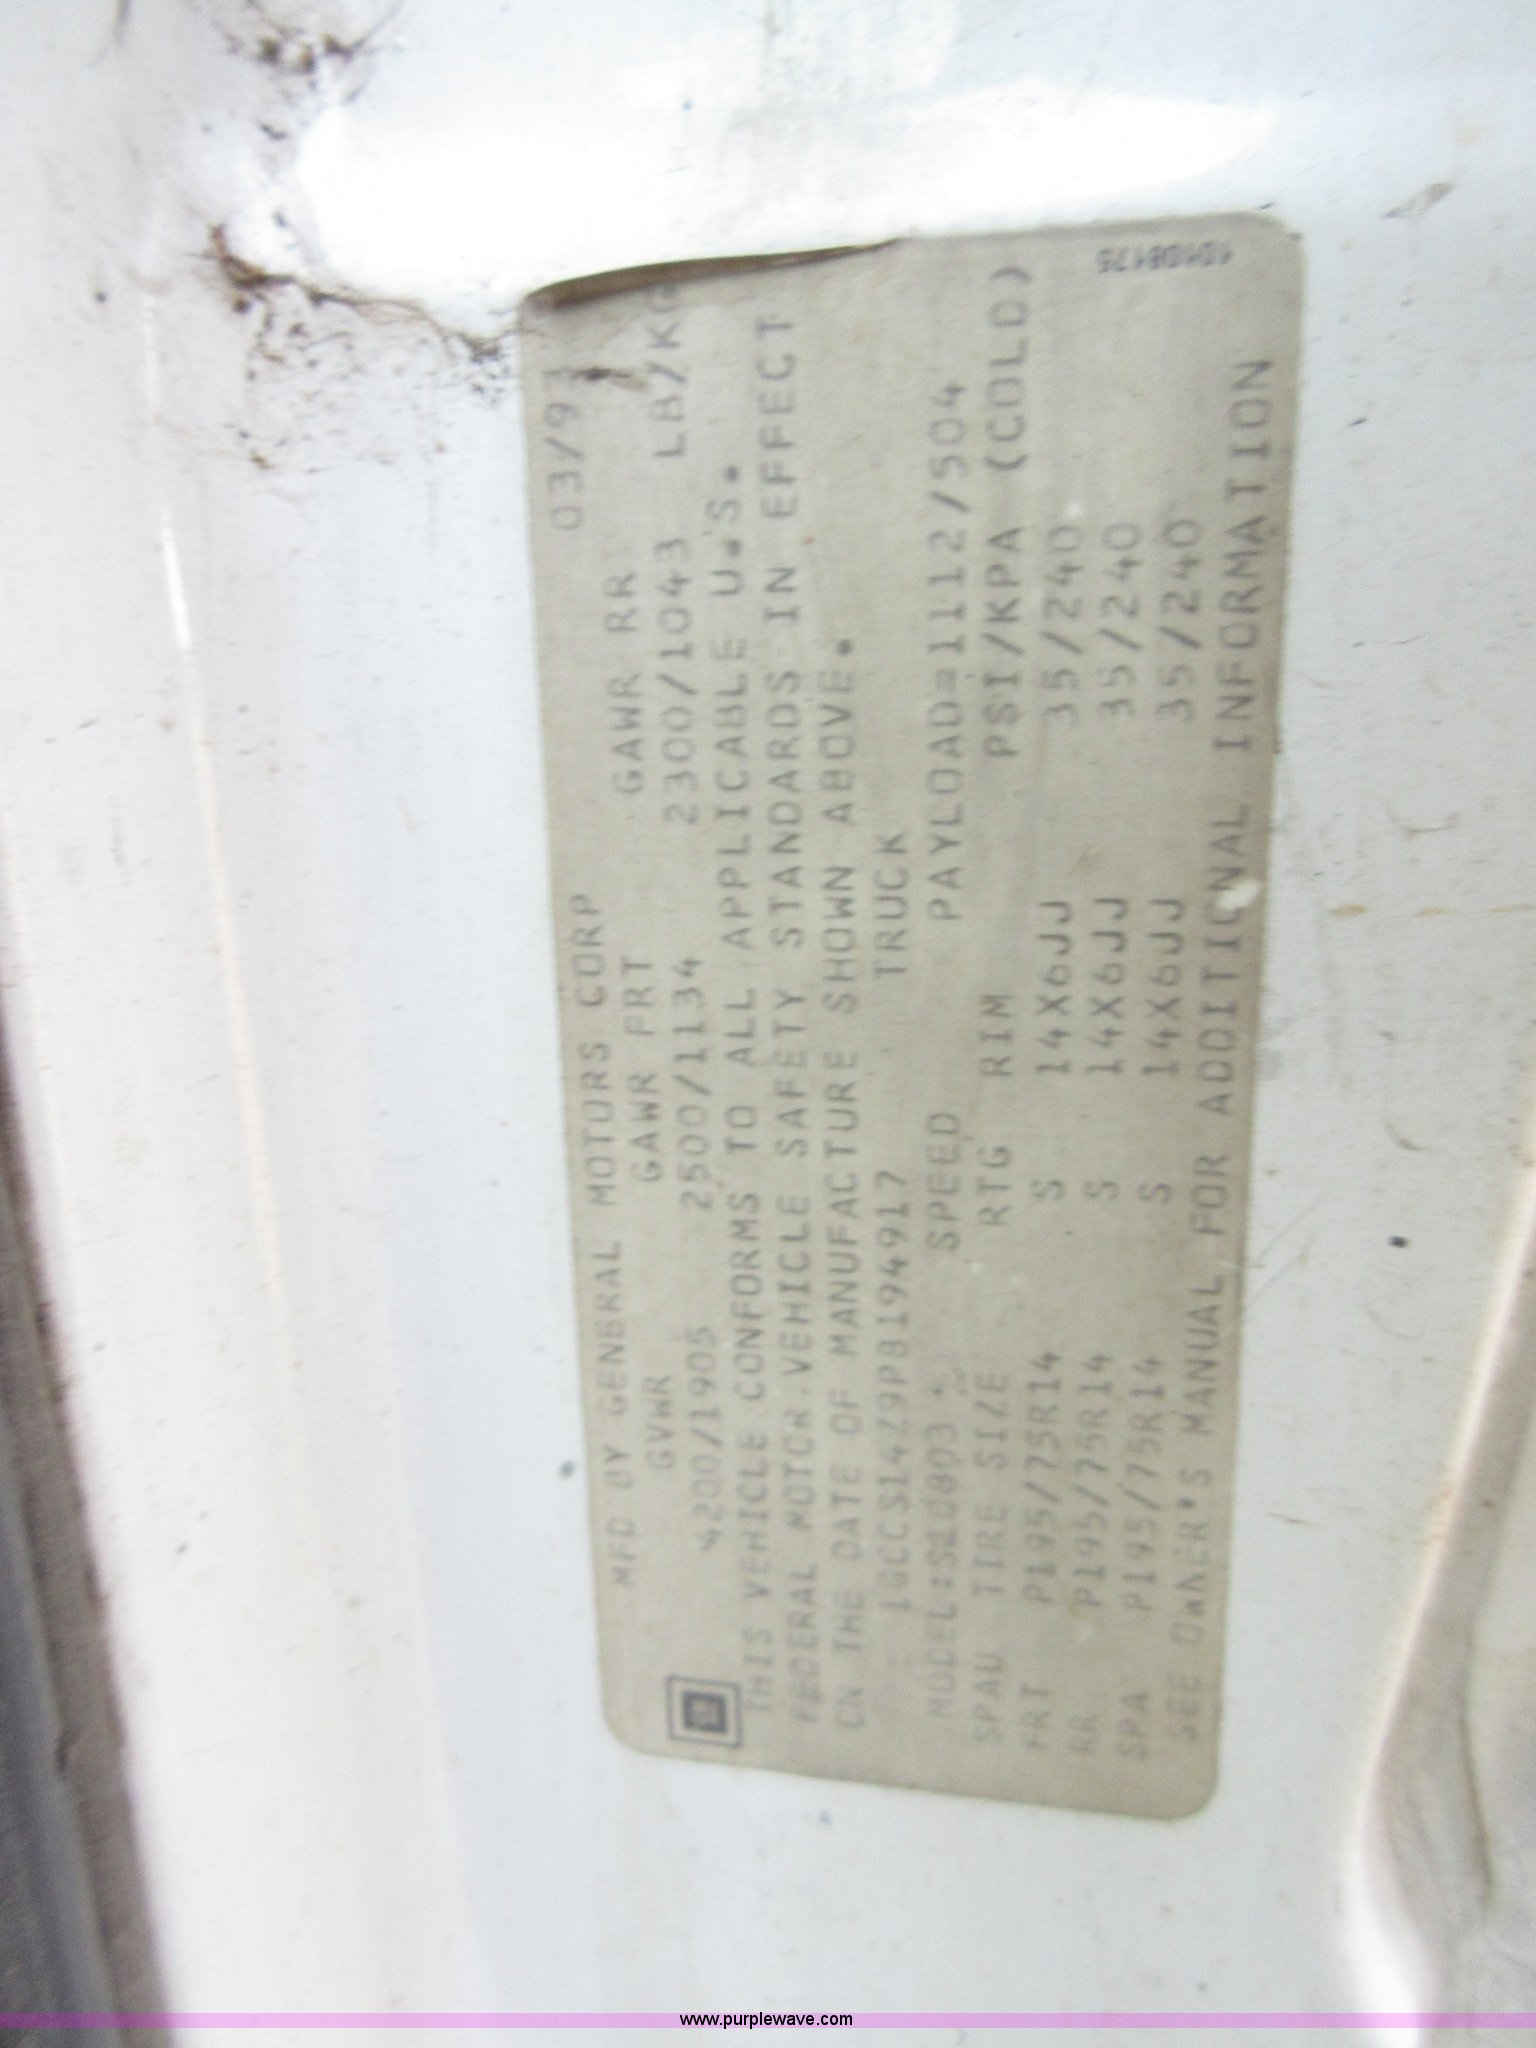 MFD BY GENERAL MOTORS CORP 03/93
GVWR GAWR FRT GAWR RR
4200/1905 2500/1134 2300/1043 LB/KG
THIS VEHICLE CONFORMS TO ALL APPLICABLE U.S.
FEDERAL MOTOR VEHICLE SAFETY STANDARDS IN EFFECT
ON THE DATE OF MANUFACTURE SHOWN ABOVE.
1GCCS14Z9P8194917 TRUCK
MODEL:S10803 SPEED PAYLOAD=1112/504
SPAU TIRE SIZE RTG RIM PSI/KPA (COLD)
FRT P195/75R14 S 14X6JJ 35/240
RR P195/75R14 S 14X6JJ 35/240
SPA P195/75R14 S 14X6JJ 35/240
SEE OWNER'S MANUAL FOR ADDITIONAL INFORMATION
10108175
www.purplewave.com